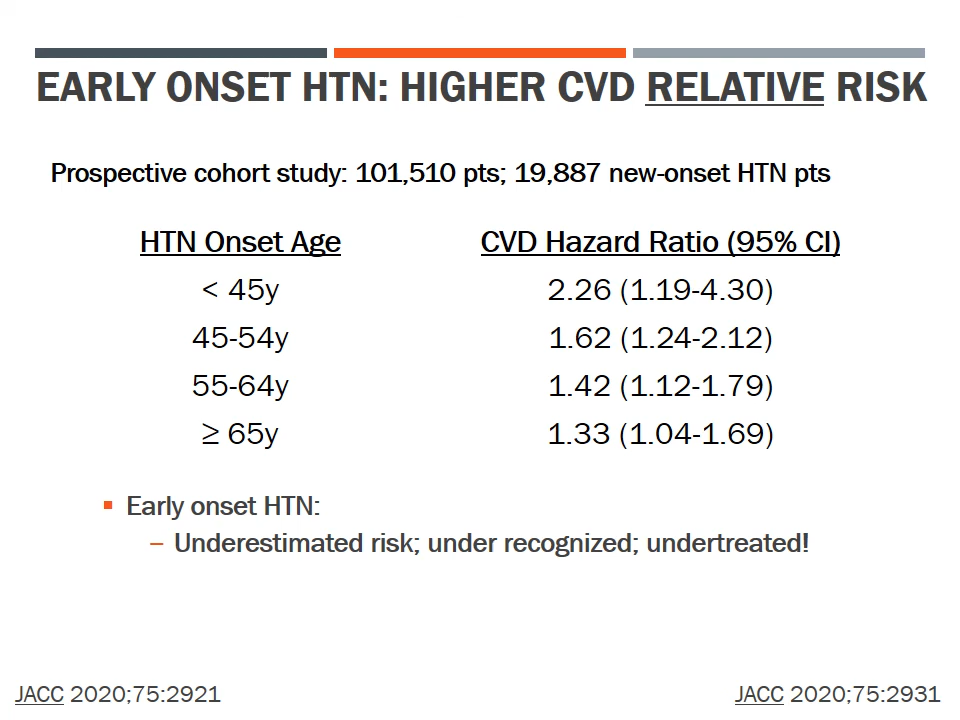 EARLY ONSET HTN: HIGHER CVD RELATIVE RISK
Prospective cohort study: 101,510 pts; 19,887 new-onset HTN pts
HTN Onset Age CVD Hazard Ratio (95% CI)
< 45y 2.26 (1.19-4.30)
45-54y 1.62 (1.24-2.12)
55-64y 1.42 (1.12-1.79)
≥ 65y 1.33 (1.04-1.69)
▪ Early onset HTN:
– Underestimated risk; under recognized; undertreated!
JACC 2020;75:2921 JACC 2020;75:2931